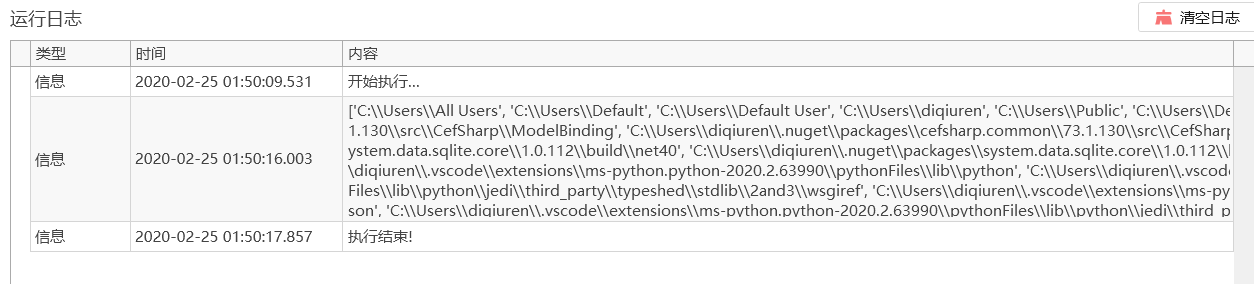 运行日志
清空日志
类型 时间 内容
信息 2020-02-25 01:50:09.531 开始执行...
信息 2020-02-25 01:50:16.003
['C:\\Users\\All Users', 'C:\\Users\\Default', 'C:\\Users\\Default User', 'C:\\Users\\diqiuren', 'C:\\Users\\Public', 'C:\\Users\\De
1.130\\src\\CefSharp\\ModelBinding', 'C:\\Users\\diqiuren\\.nuget\\packages\\cefsharp.common\\73.1.130\\src\\CefSharp
ystem.data.sqlite.core\\1.0.112\\build\\net40', 'C:\\Users\\diqiuren\\.nuget\\packages\\system.data.sqlite.core\\1.0.112\\
\diqiuren\\.vscode\\extensions\\ms-python.python-2020.2.63990\\pythonFiles\\lib\\python', 'C:\\Users\\diqiuren\\.vscode
Files\\lib\\python\\jedi\\third_party\\typeshed\\stdlib\\2and3\\wsgiref', 'C:\\Users\\diqiuren\\.vscode\\extensions\\ms-py
son', 'C:\\Users\\diqiuren\\.vscode\\extensions\\ms-python.python-2020.2.63990\\pythonFiles\\lib\\python\\jedi\\third_p
信息 2020-02-25 01:50:17.857 执行结束!